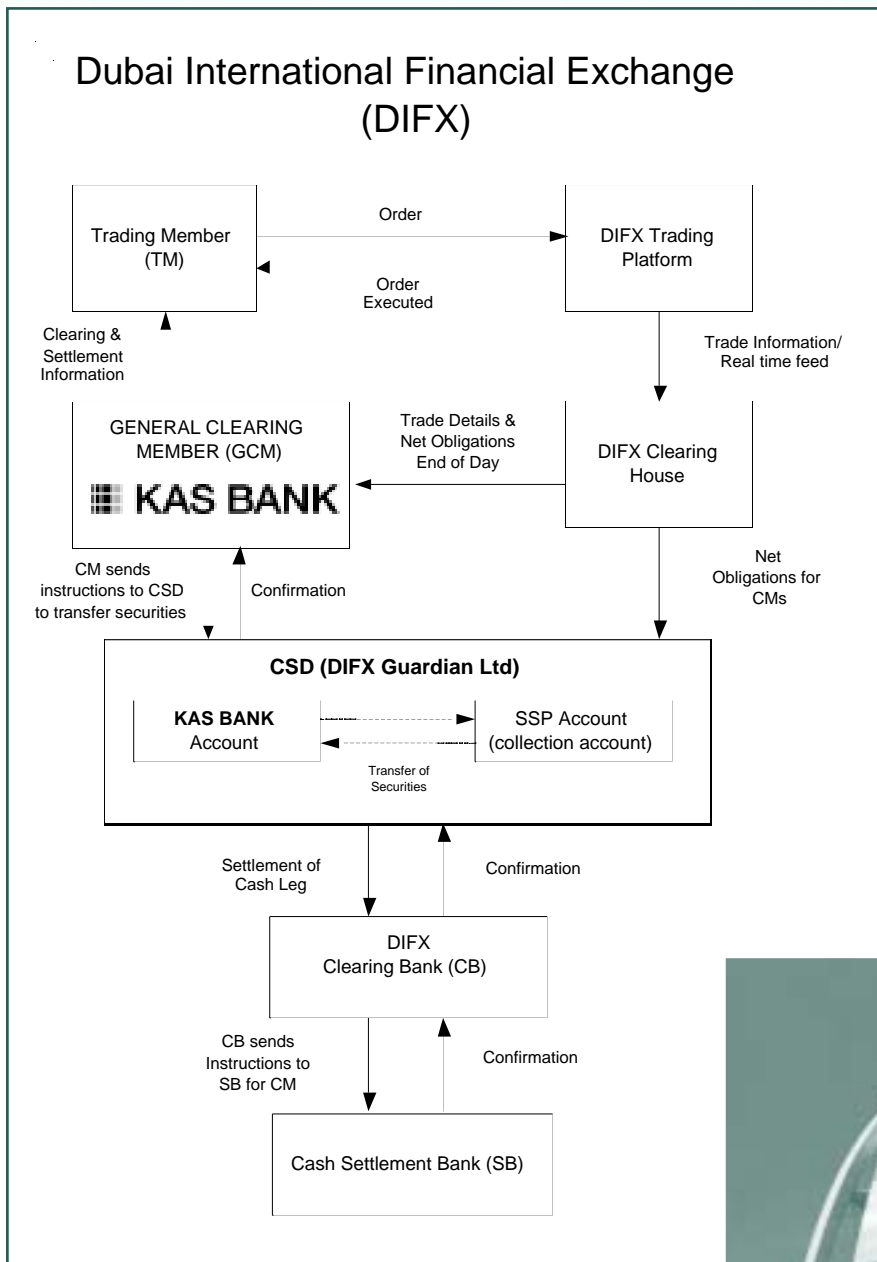 Dubai International Financial Exchange
(DIFX)
Trading Member
(TM)
Order
DIFX Trading
Platform
Order
Executed
Clearing &
Settlement
Information
Trade Information/
Real time feed
GENERAL CLEARING
MEMBER (GCM)
KAS BANK
Trade Details &
Net Obligations
End of Day
DIFX Clearing
House
CM sends
instructions to CSD
to transfer securities
Confirmation
Net
Obligations for
CMs
CSD (DIFX Guardian Ltd)
KAS BANK
Account
SSP Account
(collection account)
Transfer of
Securities
Settlement of
Cash Leg
Confirmation
DIFX
Clearing Bank (CB)
CB sends
Instructions to
SB for CM
Confirmation
Cash Settlement Bank (SB)